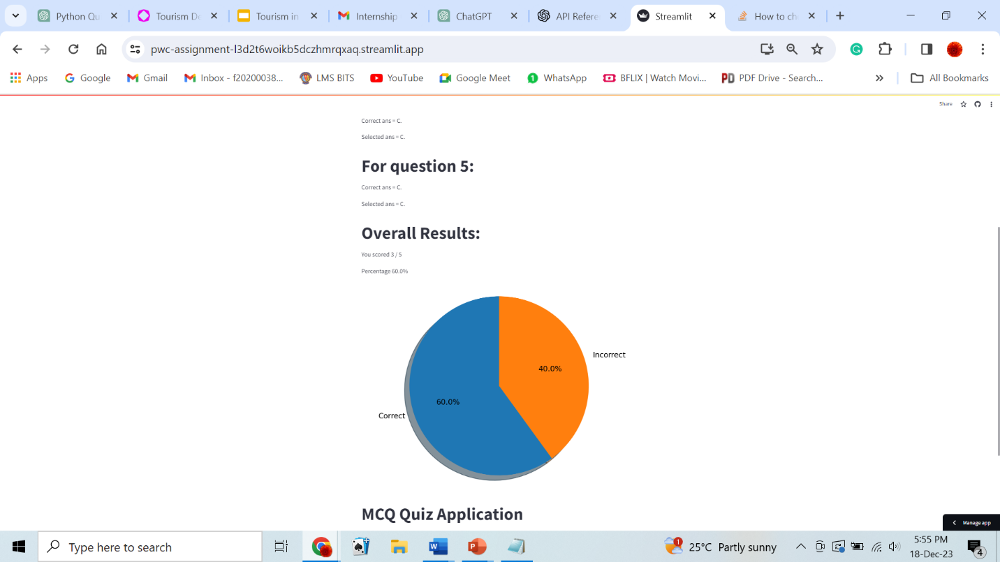 Python Qu
Tourism De
Tourism in
Internship
ChatGPT
API Refere
Streamlit
How to ch
pwc-assignment-l3d2t6woikb5dczhmrqxaq.streamlit.app
Apps
Google
Gmail
Inbox - f20200038...
LMS BITS
YouTube
Google Meet
WhatsApp
BFLIX | Watch Movi...
PDF Drive - Search...
All Bookmarks
Share
Correct ans = C.
Selected ans = C.
For question 5:
Correct ans = C.
Selected ans = C.
Overall Results:
You scored 3 / 5
Percentage 60.0%
Incorrect
40.0%
60.0%
Correct
MCQ Quiz Application
Manage app
Type here to search
1
25°C Partly sunny
5:55 PM
18-Dec-23
4